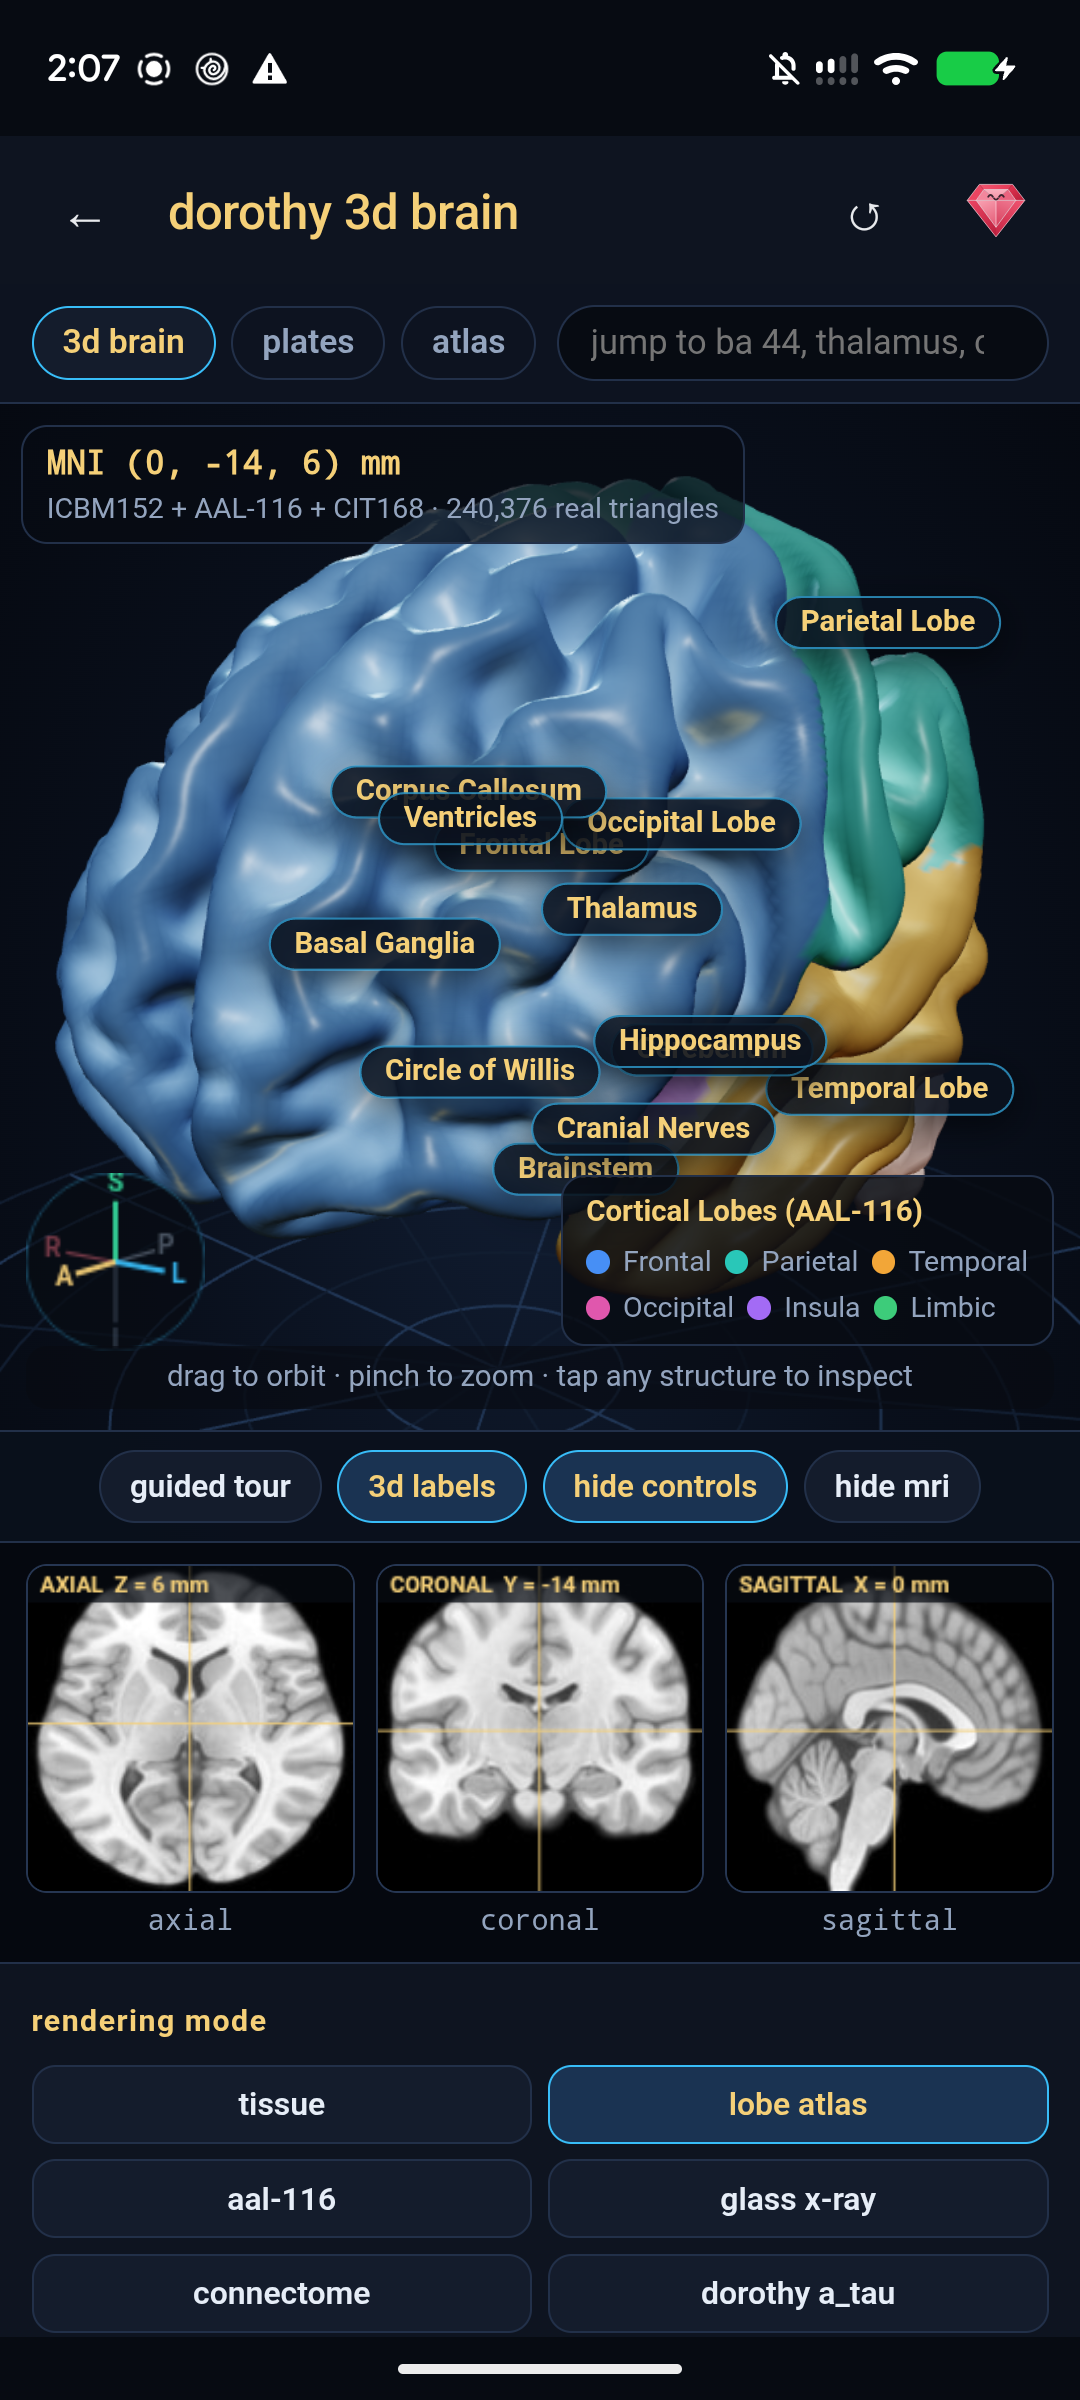 2:07
dorothy 3d brain
3d brain
plates
atlas
jump to ba 44, thalamus, c
MNI (0, -14, 6) mm
ICBM152 + AAL-116 + CIT168 · 240,376 real triangles
Parietal Lobe
Corpus Callosum
Ventricles
Occipital Lobe
Frontal Lobe
Thalamus
Basal Ganglia
Hippocampus
Cerebellum
Circle of Willis
Temporal Lobe
Cranial Nerves
Brainstem
S
R
P
A
L
I
Cortical Lobes (AAL-116)
Frontal Parietal Temporal
Occipital Insula Limbic
drag to orbit · pinch to zoom · tap any structure to inspect
guided tour
3d labels
hide controls
hide mri
AXIAL Z = 6 mm
CORONAL Y = -14 mm
SAGITTAL X = 0 mm
axial
coronal
sagittal
rendering mode
tissue
lobe atlas
aal-116
glass x-ray
connectome
dorothy a_tau